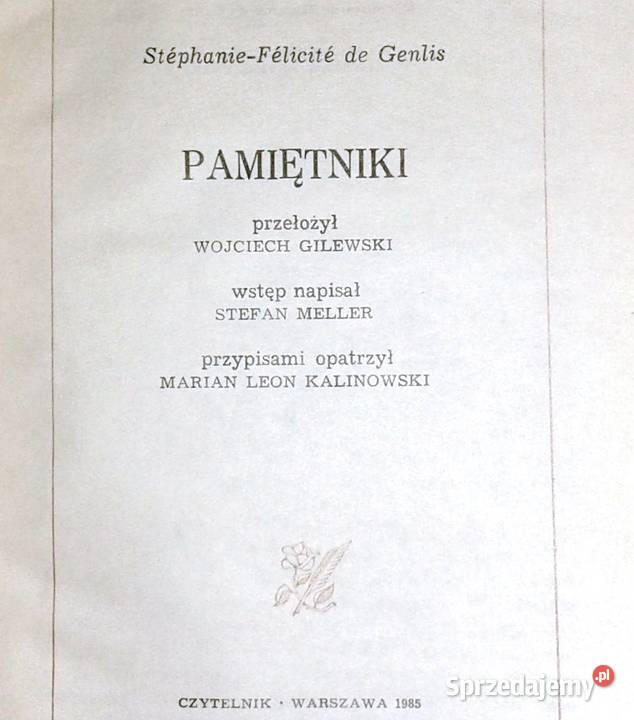 Stéphanie-Félicité de Genlis
PAMIĘTNIKI
przełożył
WOJCIECH GILEWSKI
wstęp napisał
STEFAN MELLER
przypisami opatrzył
MARIAN LEON KALINOWSKI
CZYTELNIK · WARSZAWA 1985
Sprzedajemy.pl